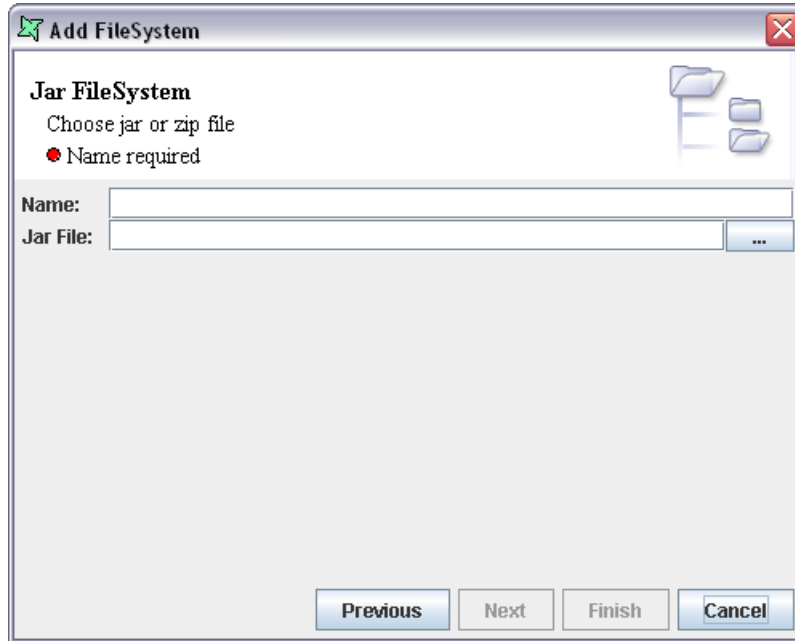 Add FileSystem
Jar FileSystem
Choose jar or zip file
Name required
Name:
Jar File:
...
Previous Next Finish Cancel